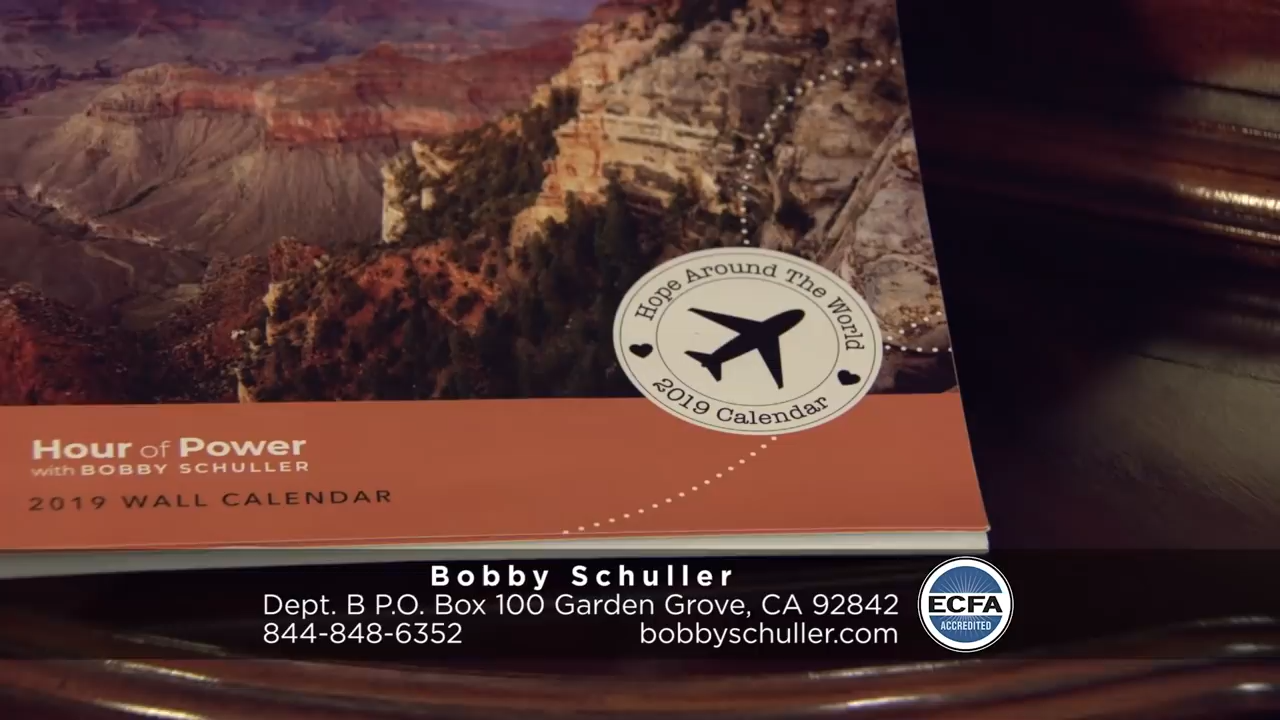 Hope Around The World
2019 Calendar
Hour of Power
with BOBBY SCHULLER
2019 WALL CALENDAR
Bobby Schuller
Dept. B P.O. Box 100 Garden Grove, CA 92842
844-848-6352 bobbyschuller.com
ECFA
ACCREDITED